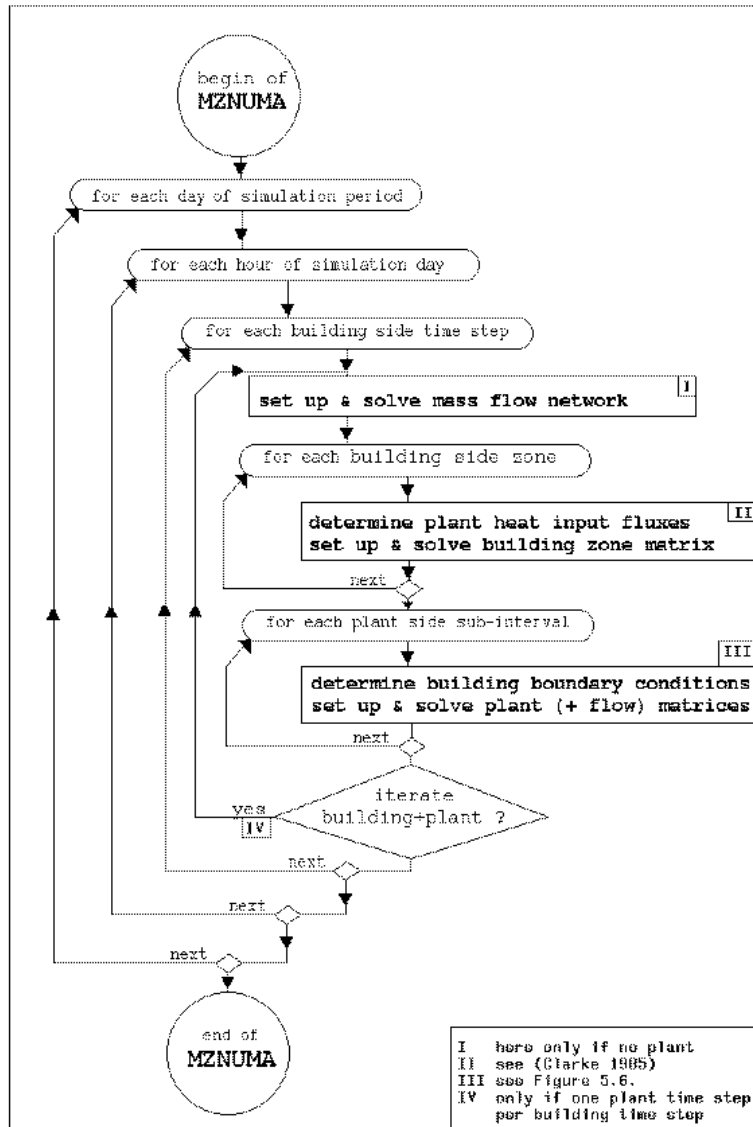 begin of
MZNUMA
for each day of simulation period
for each hour of simulation day
for each building side time step
I
set up & solve mass flow network
for each building side zone
II
determine plant heat input fluxes
set up & solve building zone matrix
next
for each plant side sub-interval
III
determine building boundary conditions
set up & solve plant (+ flow) matrices
next
iterate
building+plant ?
yes
IV
next
next
next
end of
MZNUMA
I here only if no plant
II see (Clarke 1985)
III see Figure 5.6.
IV only if one plant time step
per building time step